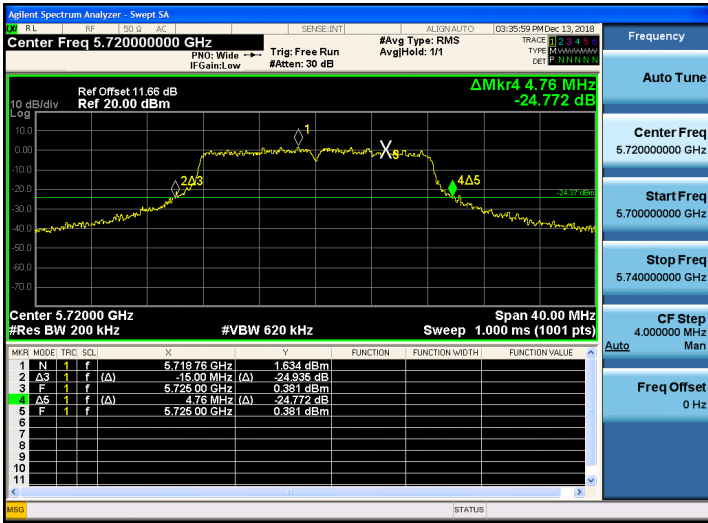 Agilent Spectrum Analyzer - Swept SA
RL RF 50 Ω AC SENSE:INT ALIGNAUTO 03:35:59 PM Dec 13, 2018
Center Freq 5.720000000 GHz
PNO: Wide
IFGain:Low
Trig: Free Run
#Atten: 30 dB
#Avg Type: RMS
Avg|Hold: 1/1
TRACE 1 2 3 4 5 6
TYPE M
DET P N N N N N
Ref Offset 11.66 dB
10 dB/div Ref 20.00 dBm
Log
ΔMkr4 4.76 MHz
-24.772 dB
10.0
0.00
-10.0
-20.0
-30.0
-40.0
-50.0
-60.0
-70.0
1
2Δ3
4Δ5
-24.37 dBm
Center 5.72000 GHz Span 40.00 MHz
#Res BW 200 kHz #VBW 620 kHz Sweep 1.000 ms (1001 pts)
MKR MODE TRC SCL X Y FUNCTION FUNCTION WIDTH FUNCTION VALUE
1 N 1 f 5.718 76 GHz 1.634 dBm
2 Δ3 1 f (Δ) -15.00 MHz (Δ) -24.935 dB
3 F 1 f 5.725 00 GHz 0.381 dBm
4 Δ5 1 f (Δ) 4.76 MHz (Δ) -24.772 dB
5 F 1 f 5.725 00 GHz 0.381 dBm
6
7
8
9
10
11
MSG STATUS
Frequency
Auto Tune
Center Freq
5.720000000 GHz
Start Freq
5.700000000 GHz
Stop Freq
5.740000000 GHz
CF Step
4.000000 MHz
Auto Man
Freq Offset
0 Hz